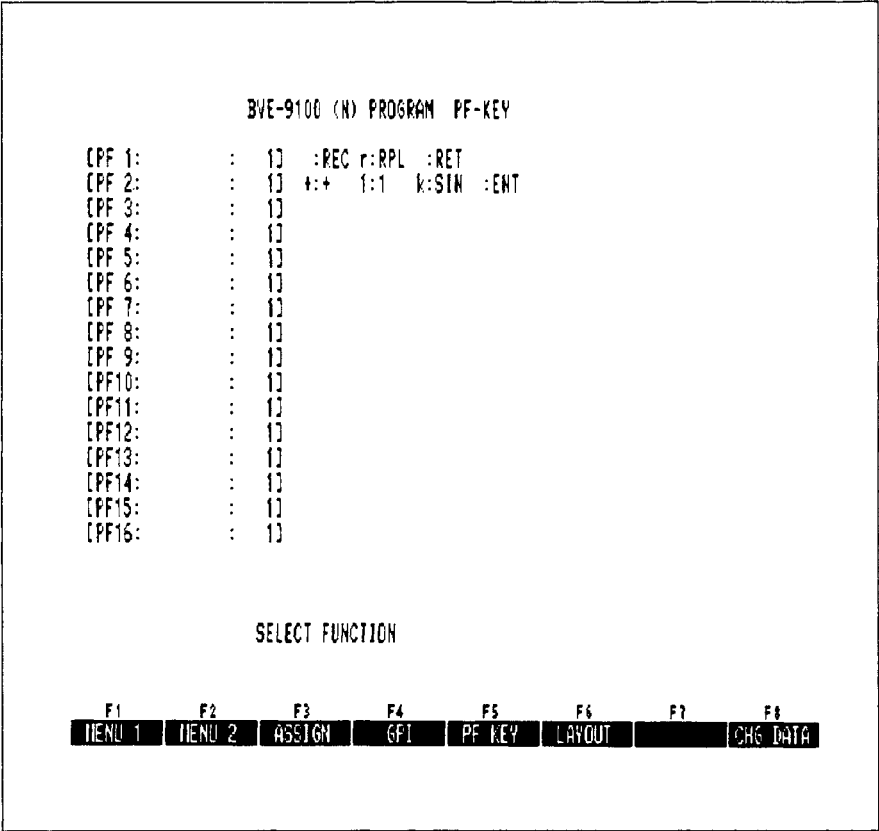 BVE-9100 (N) PROGRAM PF-KEY
[PF 1: : 1] :REC r:RPL :RET
[PF 2: : 1] +:+ 1:1 k:SIN :ENT
[PF 3: : 1]
[PF 4: : 1]
[PF 5: : 1]
[PF 6: : 1]
[PF 7: : 1]
[PF 8: : 1]
[PF 9: : 1]
[PF10: : 1]
[PF11: : 1]
[PF12: : 1]
[PF13: : 1]
[PF14: : 1]
[PF15: : 1]
[PF16: : 1]
SELECT FUNCTION
F1 F2 F3 F4 F5 F6 F7 F8
MENU 1 MENU 2 ASSIGN GPI PF KEY LAYOUT CHG DATA